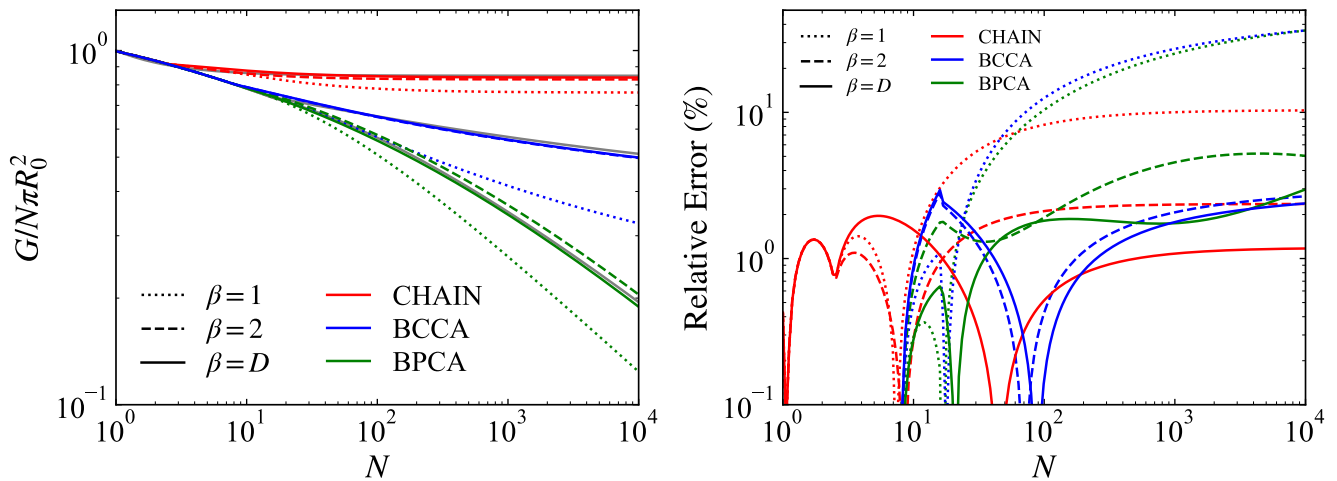 10^0
10^{-1}
G/NπR_0^2
β = 1
β = 2
β = D
CHAIN
BCCA
BPCA
10^0 10^1 10^2 10^3 10^4
N
10^1
10^0
10^{-1}
Relative Error (%)
β = 1
β = 2
β = D
CHAIN
BCCA
BPCA
10^0 10^1 10^2 10^3 10^4
N